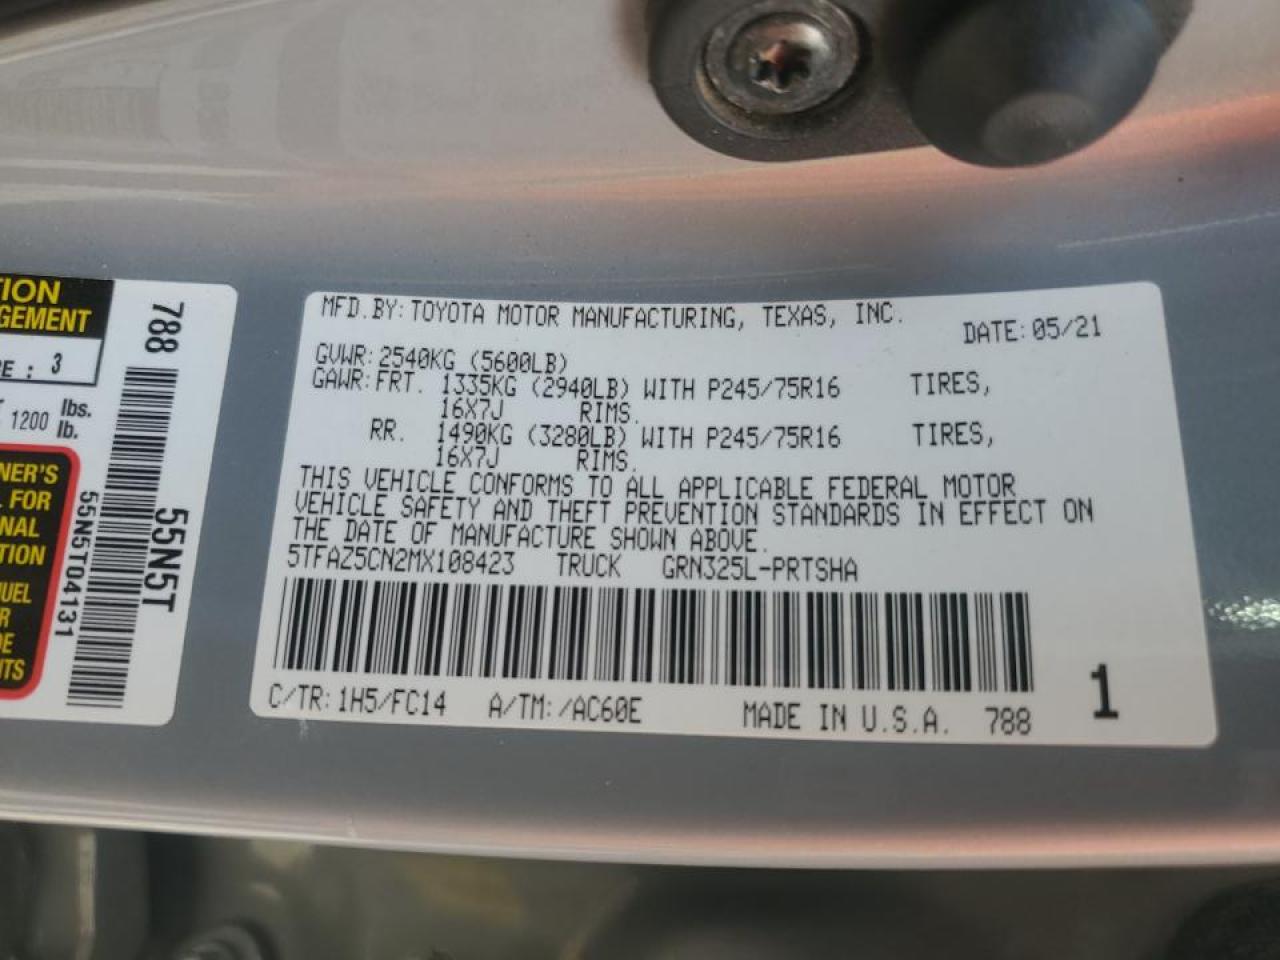 TION
GEMENT
RE : 3
1200 lbs.
lb.
NER'S
L FOR
NAL
TION
UEL
R
DE
ITS
788
55N5T
55N5T04131
MFD.BY:TOYOTA MOTOR MANUFACTURING, TEXAS, INC.
DATE:05/21
GVWR:2540KG (5600LB)
GAWR:FRT. 1335KG (2940LB) WITH P245/75R16 TIRES,
16X7J RIMS.
RR. 1490KG (3280LB) WITH P245/75R16 TIRES,
16X7J RIMS.
THIS VEHICLE CONFORMS TO ALL APPLICABLE FEDERAL MOTOR
VEHICLE SAFETY AND THEFT PREVENTION STANDARDS IN EFFECT ON
THE DATE OF MANUFACTURE SHOWN ABOVE.
5TFAZ5CN2MX108423 TRUCK GRN325L-PRTSHA
C/TR:1H5/FC14 A/TM:/AC60E MADE IN U.S.A. 788
1